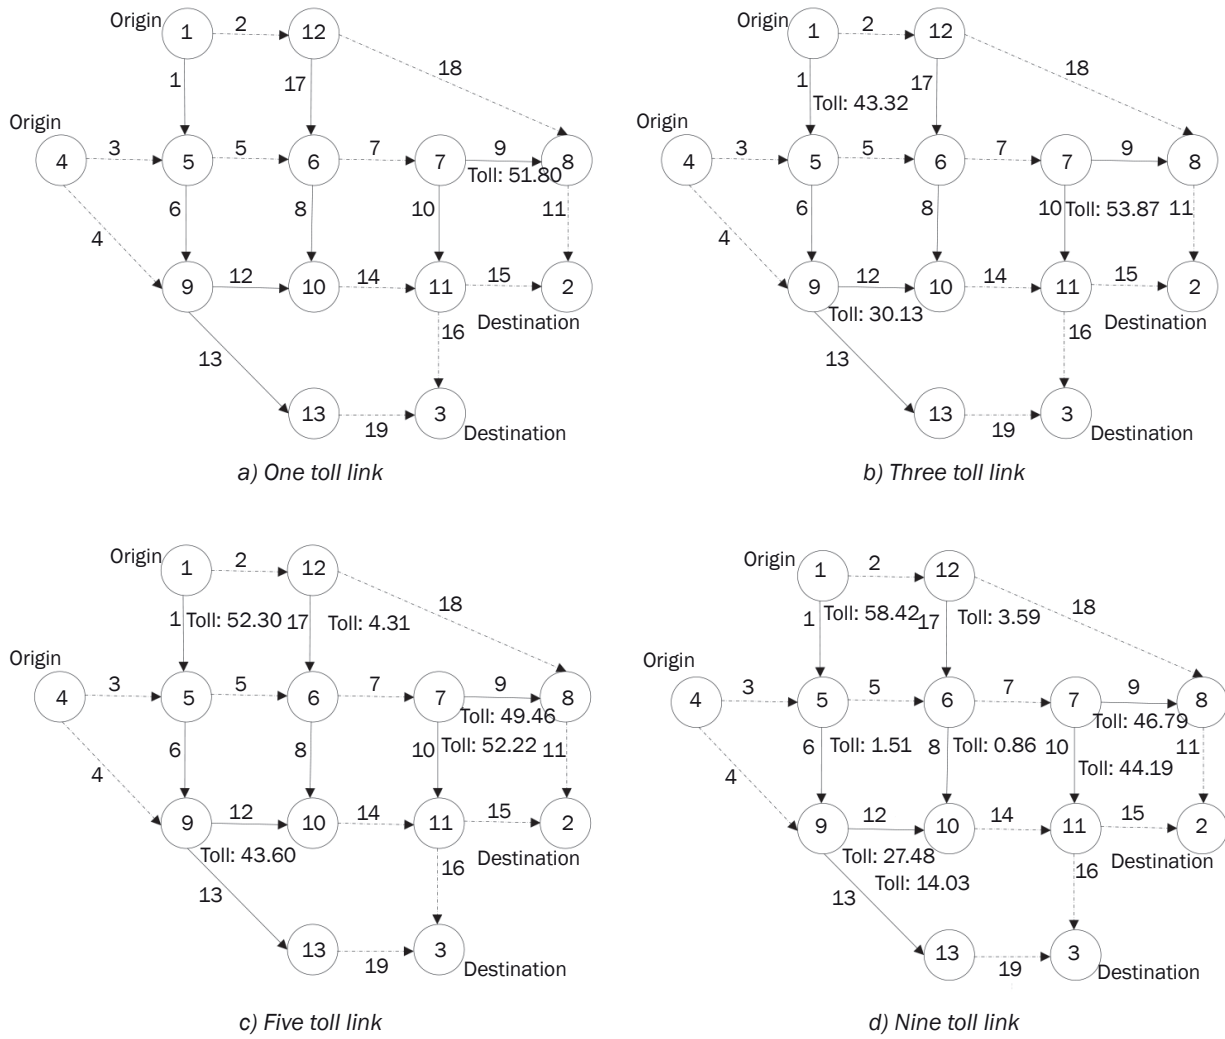 Origin 1 2 12
1 17 18
Origin
4 3 5 5 6 7 7 9 8
Toll: 51.80
4 6 8 10 11
9 12 10 14 11 15 2
Destination
16
13
13 19 3
Destination
a) One toll link
Origin 1 2 12
1 17 18
Toll: 43.32
Origin
4 3 5 5 6 7 7 9 8
4 6 8 10 Toll: 53.87 11
9 12 10 14 11 15 2
Toll: 30.13 Destination
16
13
13 19 3
Destination
b) Three toll link
Origin 1 2 12
1 Toll: 52.30 17 Toll: 4.31 18
Origin
4 3 5 5 6 7 7 9 8
Toll: 49.46
4 6 8 10 Toll: 52.22 11
9 12 10 14 11 15 2
Toll: 43.60 Destination
16
13
13 19 3
Destination
c) Five toll link
Origin 1 2 12
1 Toll: 58.42 17 Toll: 3.59 18
Origin
4 3 5 5 6 7 7 9 8
Toll: 46.79
4 6 Toll: 1.51 8 Toll: 0.86 10 11
Toll: 44.19
9 12 10 14 11 15 2
Toll: 27.48 Destination
Toll: 14.03 16
13
13 19 3
Destination
d) Nine toll link